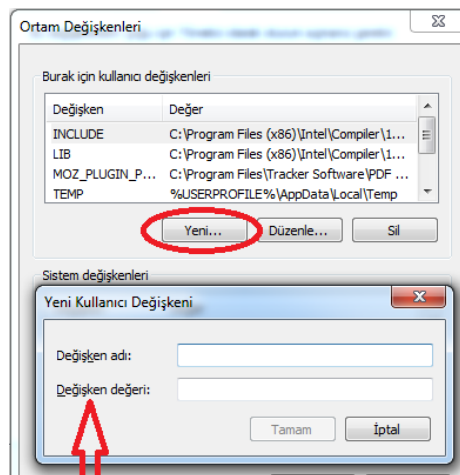 Ortam Değişkenleri
Burak için kullanıcı değişkenleri
Değişken Değer
INCLUDE C:\Program Files (x86)\Intel\Compiler\1...
LIB C:\Program Files (x86)\Intel\Compiler\1...
MOZ_PLUGIN_P... C:\Program Files\Tracker Software\PDF ...
TEMP %USERPROFILE%\AppData\Local\Temp
Yeni... Düzenle... Sil
Sistem değişkenleri
Yeni Kullanıcı Değişkeni
Değişken adı:
Değişken değeri:
Tamam İptal